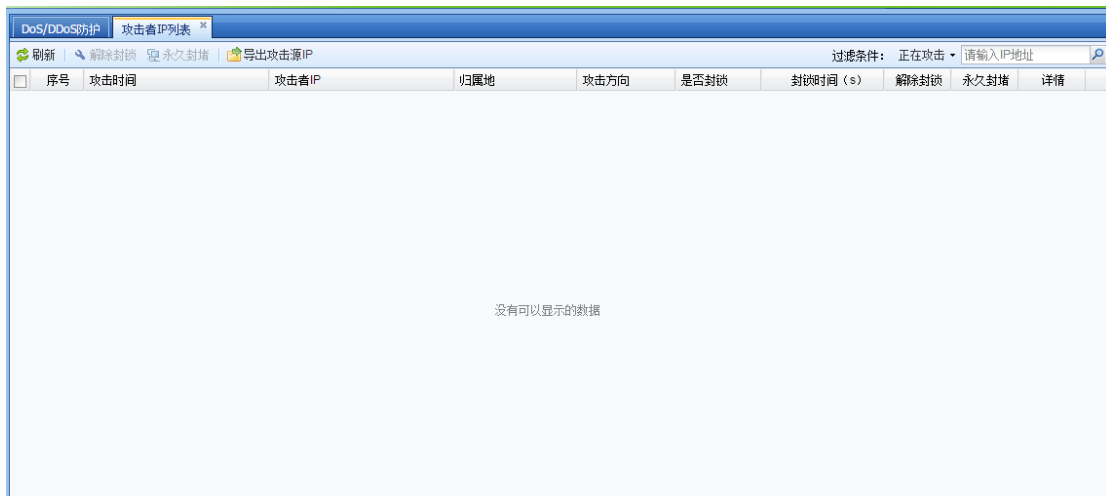 DoS/DDoS防护 攻击者IP列表
刷新 解除封锁 永久封堵 导出攻击源IP 过滤条件： 正在攻击 请输入IP地址
序号 攻击时间 攻击者IP 归属地 攻击方向 是否封锁 封锁时间（s） 解除封锁 永久封堵 详情
没有可以显示的数据